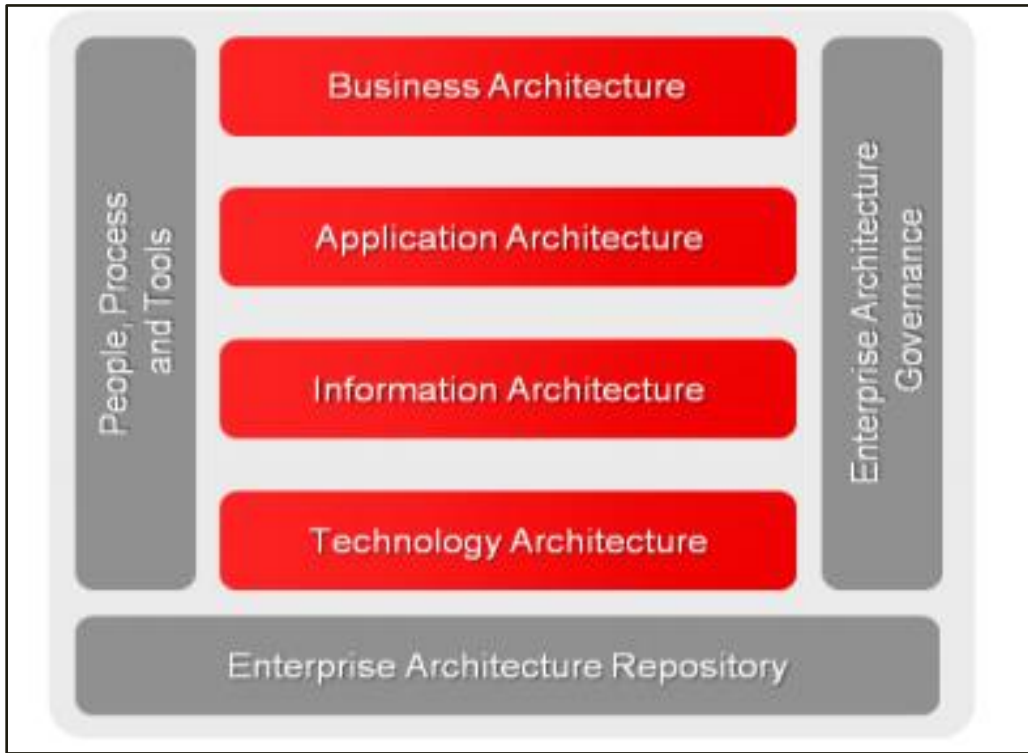 People, Process
and Tools
Business Architecture
Application Architecture
Information Architecture
Technology Architecture
Enterprise Architecture
Governance
Enterprise Architecture Repository